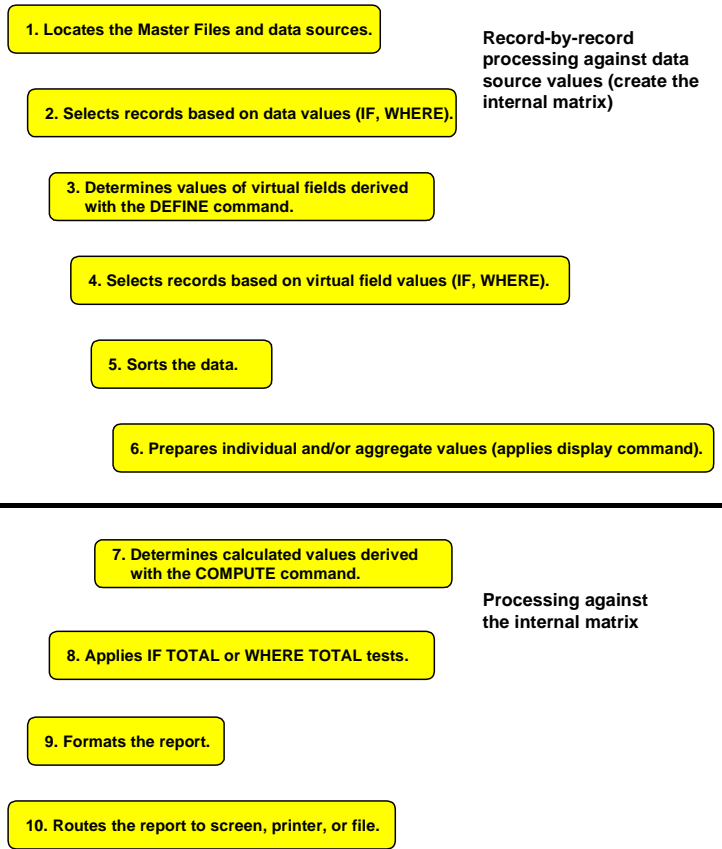 1. Locates the Master Files and data sources.
Record-by-record
processing against data
source values (create the
internal matrix)
2. Selects records based on data values (IF, WHERE).
3. Determines values of virtual fields derived
with the DEFINE command.
4. Selects records based on virtual field values (IF, WHERE).
5. Sorts the data.
6. Prepares individual and/or aggregate values (applies display command).
7. Determines calculated values derived
with the COMPUTE command.
Processing against
the internal matrix
8. Applies IF TOTAL or WHERE TOTAL tests.
9. Formats the report.
10. Routes the report to screen, printer, or file.